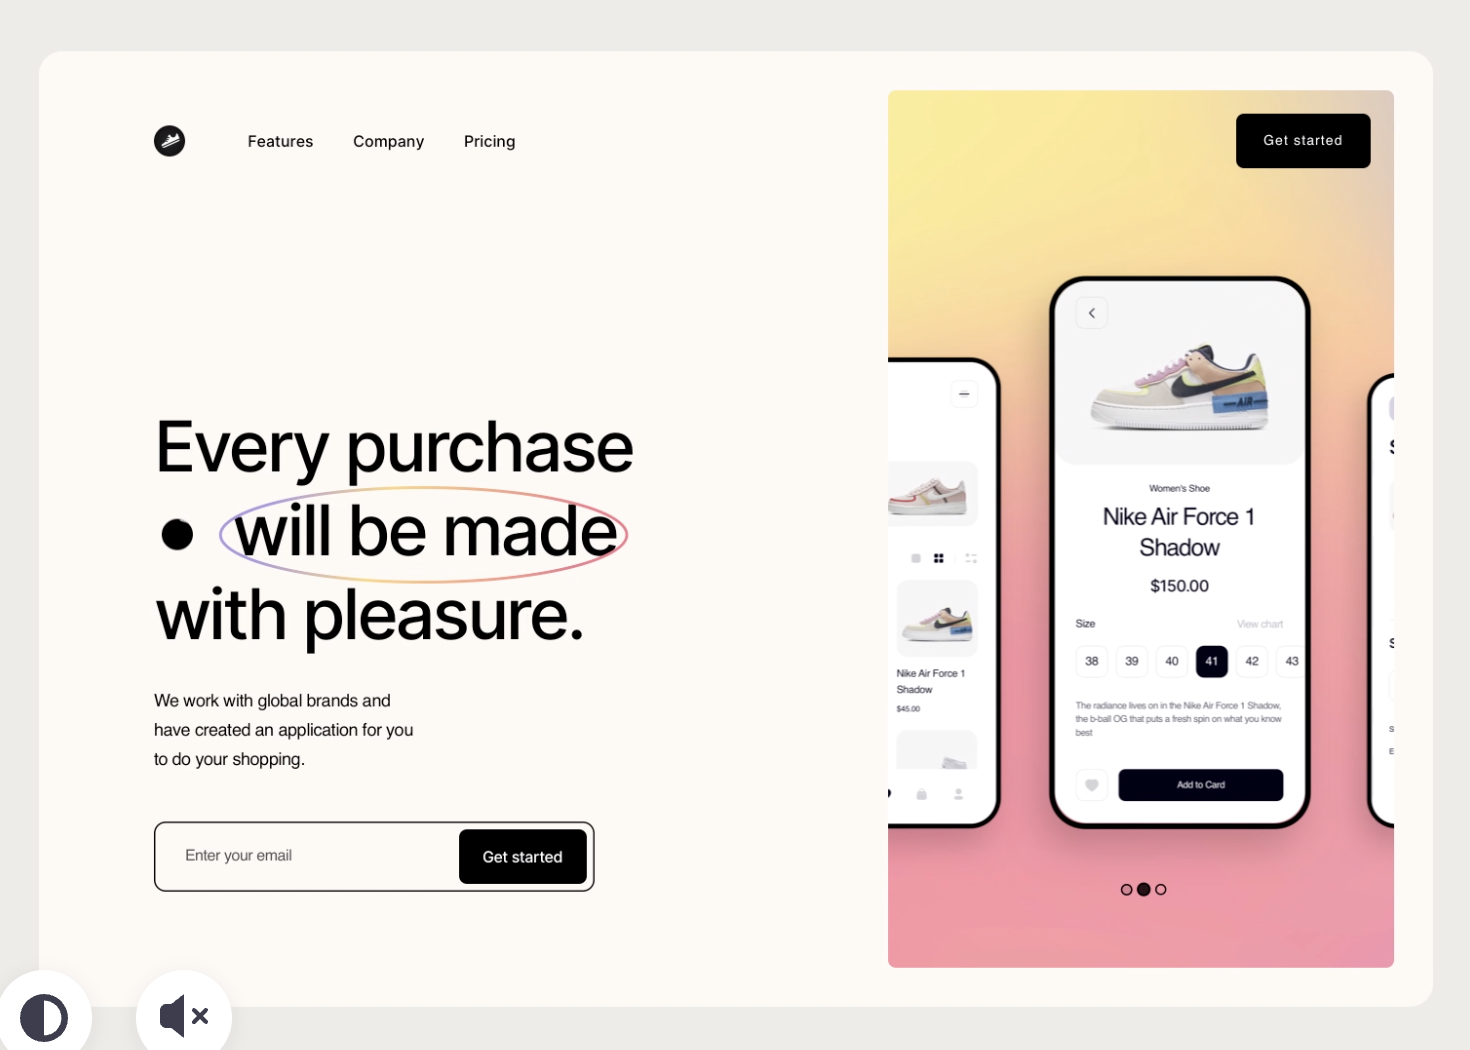 Features Company Pricing
Get started
Every purchase
will be made
with pleasure.
We work with global brands and
have created an application for you
to do your shopping.
Enter your email
Get started
Nike Air Force 1
Shadow
$45.00
AIR
Women's Shoe
Nike Air Force 1
Shadow
$150.00
Size View chart
38 39 40 41 42 43
The radiance lives on in the Nike Air Force 1 Shadow,
the b-ball OG that puts a fresh spin on what you know
best
Add to Card